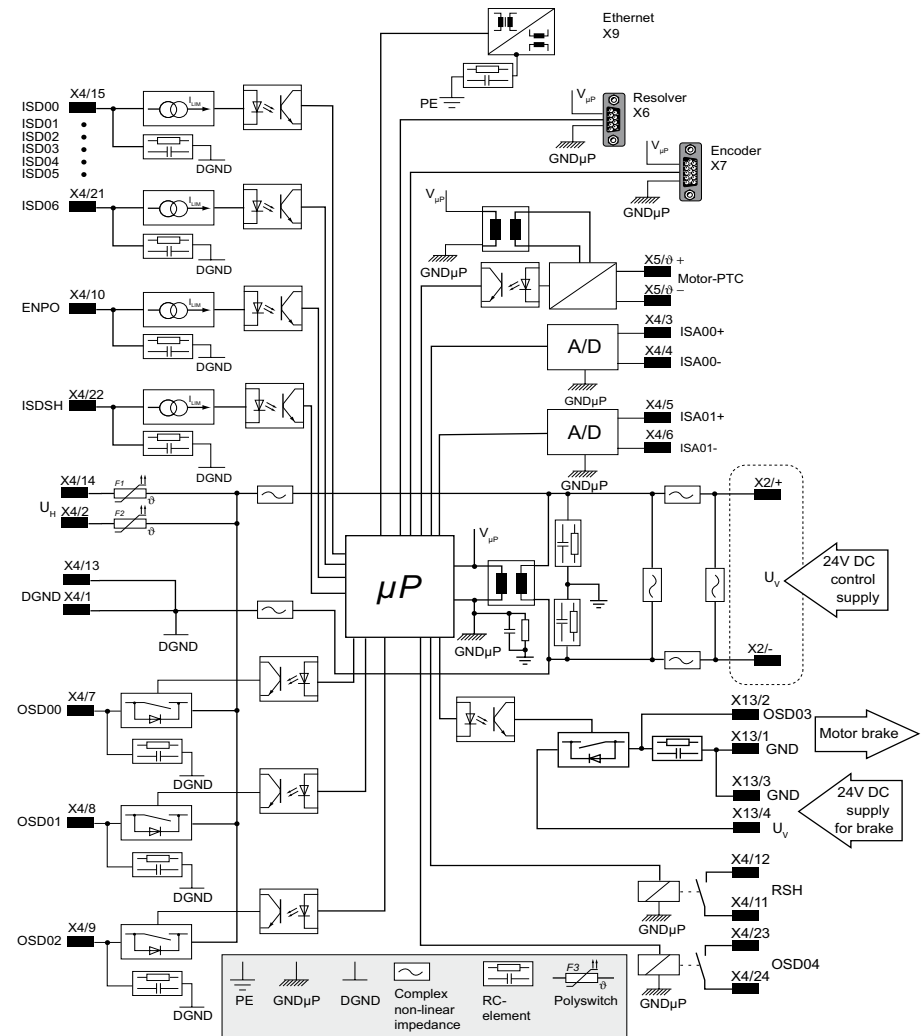 Ethernet
X9
PE
X4/15
ISD00
I LIM
ISD01
ISD02
ISD03
ISD04
ISD05
DGND
VµP
Resolver
X6
GNDµP
VµP
Encoder
X7
GNDµP
X4/21
ISD06
DGND
VµP
GNDµP
X5/ϑ +
Motor-PTC
X5/ϑ –
X4/10
ENPO
I LIM
DGND
A/D
X4/3
ISA00+
X4/4
ISA00-
GNDµP
X4/22
ISDSH
I LIM
DGND
A/D
X4/5
ISA01+
X4/6
ISA01-
GNDµP
X4/14
F1
ϑ
UH
X4/2
F2
ϑ
X2/+
VµP
µP
X4/13
DGND X4/1
DGND
GNDµP
UV
24V DC
control
supply
X2/-
X4/7
OSD00
DGND
X13/2
OSD03
X13/1
GND
Motor brake
X13/3
GND
X13/4
UV
24V DC
supply
for brake
X4/8
OSD01
DGND
X4/12
RSH
X4/11
GNDµP
X4/9
OSD02
DGND
X4/23
OSD04
X4/24
GNDµP
PE
GNDµP
DGND
Complex
non-linear
impedance
RC-
element
F3
ϑ
Polyswitch